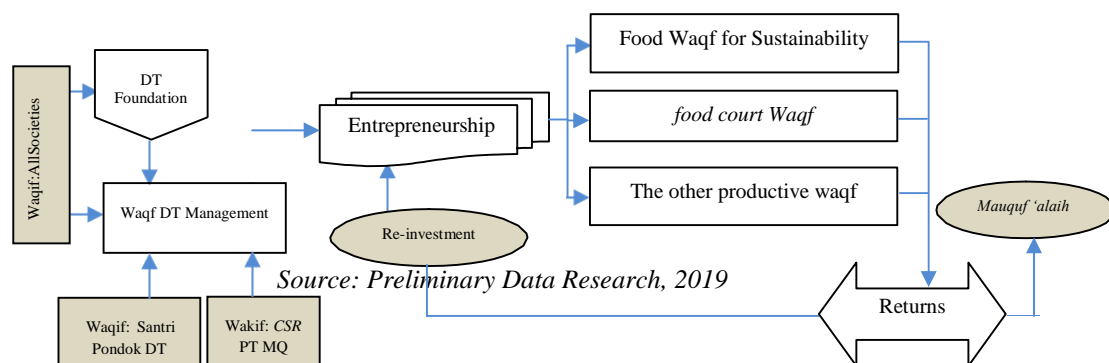 Waqif:AllSocieties
DT
Foundation
Waqf DT Management
Waqif: Santri
Pondok DT
Wakif: CSR
PT MQ
Entrepreneurship
Re-investment
Food Waqf for Sustainability
food court Waqf
The other productive waqf
Mauquf ‘alaih
Returns
Source: Preliminary Data Research, 2019